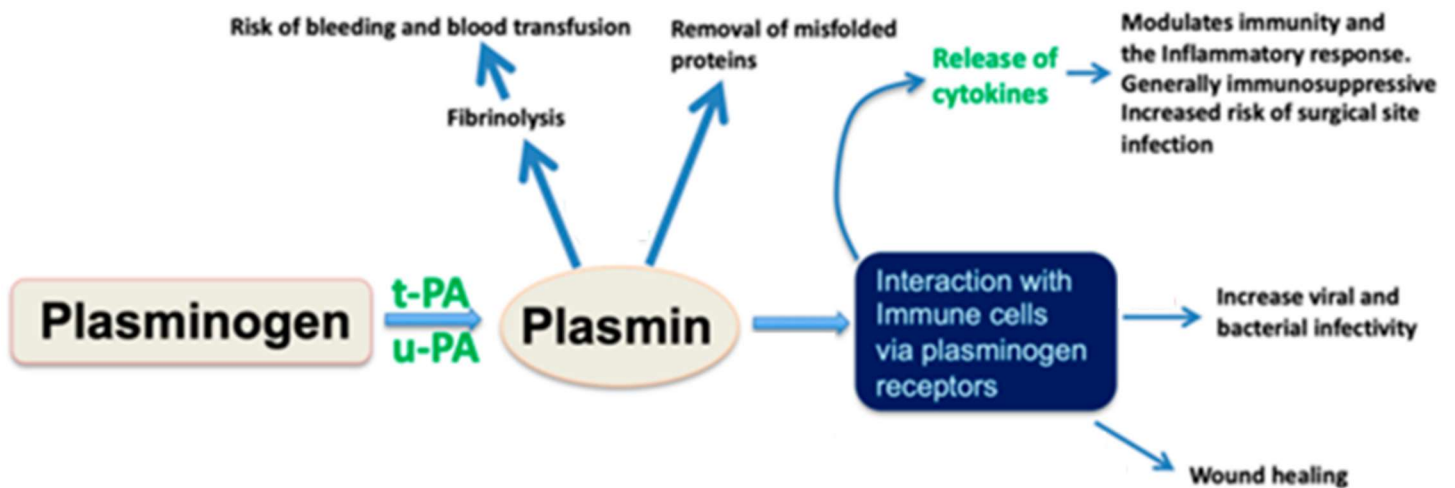 Risk of bleeding and blood transfusion
Removal of misfolded
proteins
Fibrinolysis
Release of
cytokines
Modulates immunity and
the Inflammatory response.
Generally immunosuppressive
Increased risk of surgical site
infection
Plasminogen
t-PA
u-PA
Plasmin
Interaction with
Immune cells
via plasminogen
receptors
Increase viral and
bacterial infectivity
Wound healing